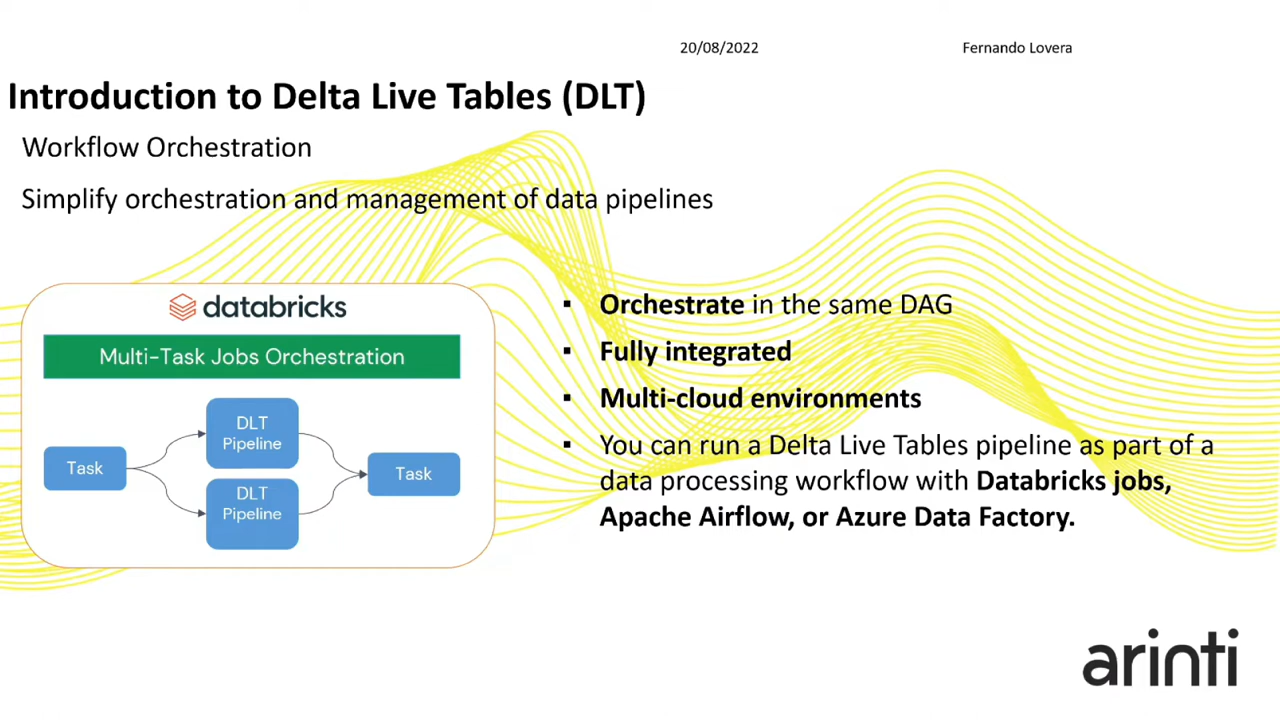 20/08/2022
Fernando Lovera
Introduction to Delta Live Tables (DLT)
Workflow Orchestration
Simplify orchestration and management of data pipelines
databricks
Multi-Task Jobs Orchestration
Task
DLT
Pipeline
DLT
Pipeline
Task
▪ Orchestrate in the same DAG
▪ Fully integrated
▪ Multi-cloud environments
▪ You can run a Delta Live Tables pipeline as part of a
data processing workflow with Databricks jobs,
Apache Airflow, or Azure Data Factory.
arinti